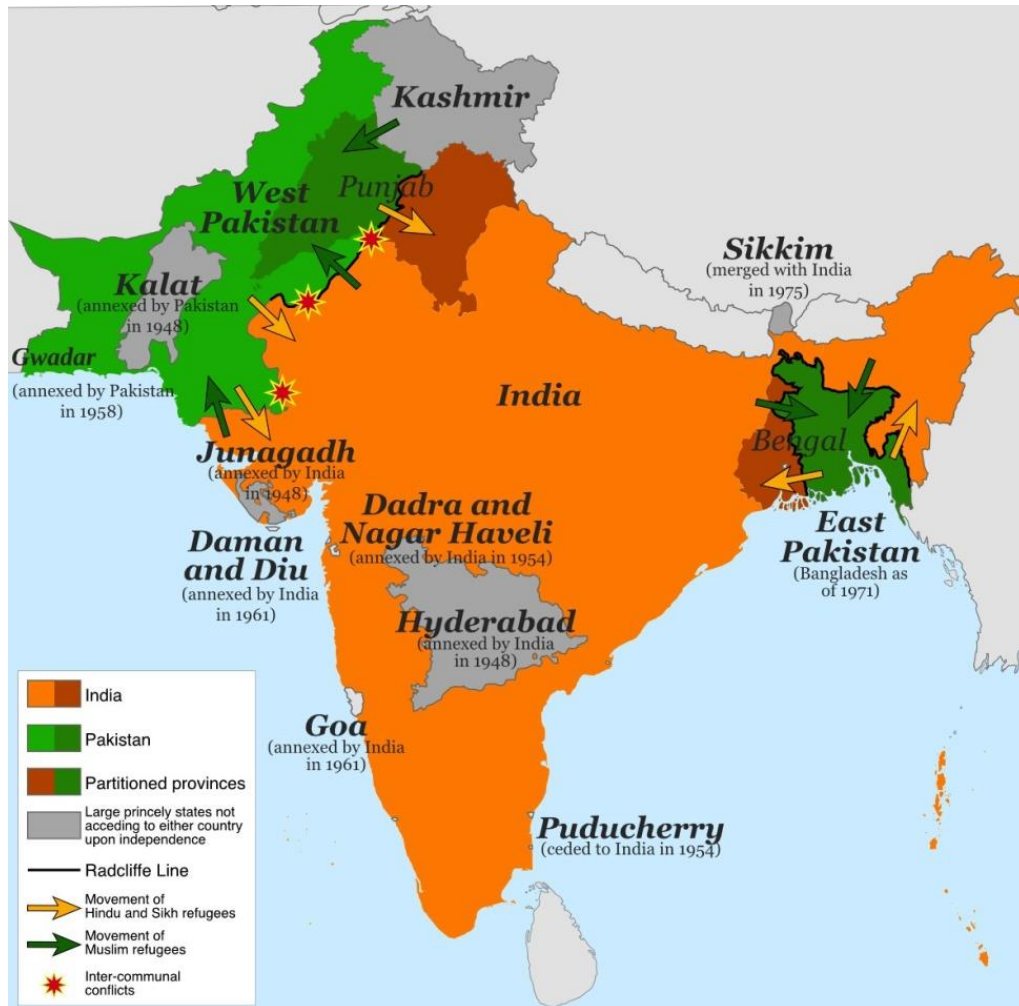 Kashmir
Punjab
West
Pakistan
Sikkim
(merged with India
in 1975)
Kalat
(annexed by Pakistan
in 1948)
Gwadar
(annexed by Pakistan
in 1958)
India
Bengal
Junagadh
(annexed by India
in 1948)
Dadra and
Nagar Haveli
(annexed by India in 1954)
Daman
and Diu
(annexed by India
in 1961)
East
Pakistan
(Bangladesh as
of 1971)
Hyderabad
(annexed by India
in 1948)
Goa
(annexed by India
in 1961)
Puducherry
(ceded to India in 1954)
India
Pakistan
Partitioned provinces
Large princely states not
acceding to either country
upon independence
Radcliffe Line
Movement of
Hindu and Sikh refugees
Movement of
Muslim refugees
Inter-communal
conflicts